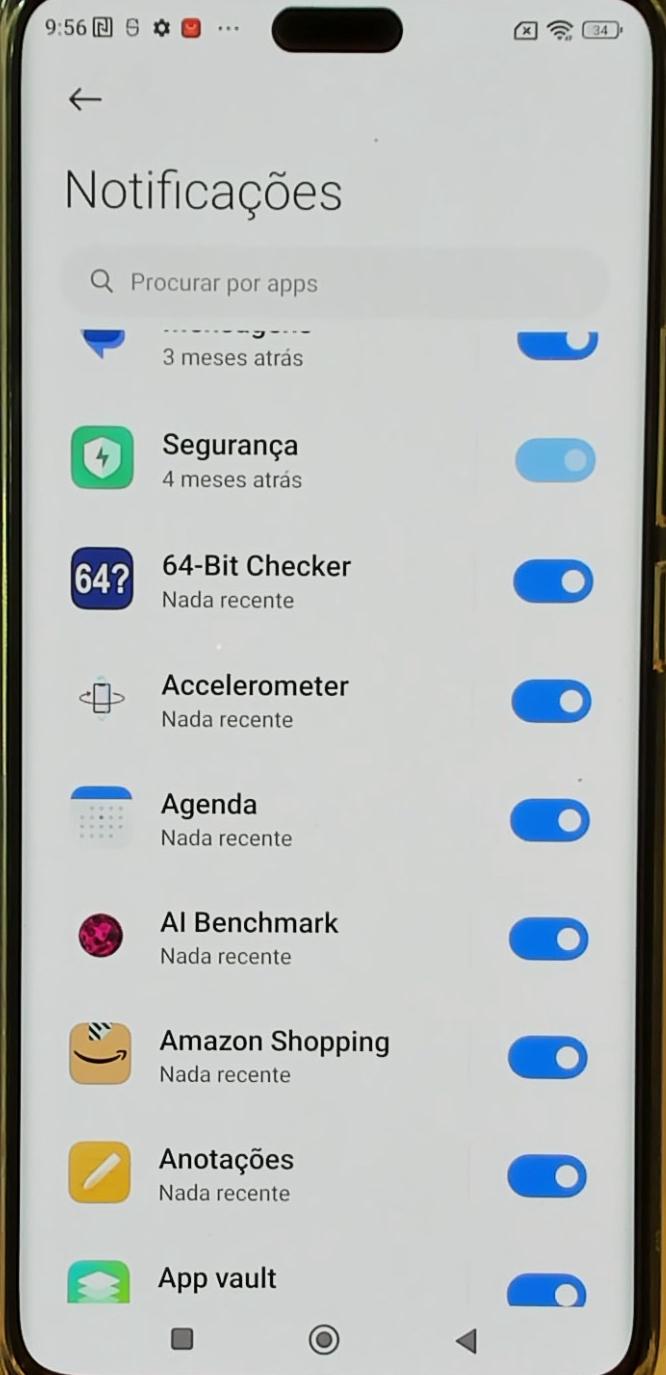 9:56
34
Notificações
Procurar por apps
3 meses atrás
Segurança
4 meses atrás
64?
64-Bit Checker
Nada recente
Accelerometer
Nada recente
Agenda
Nada recente
AI Benchmark
Nada recente
Amazon Shopping
Nada recente
Anotações
Nada recente
App vault